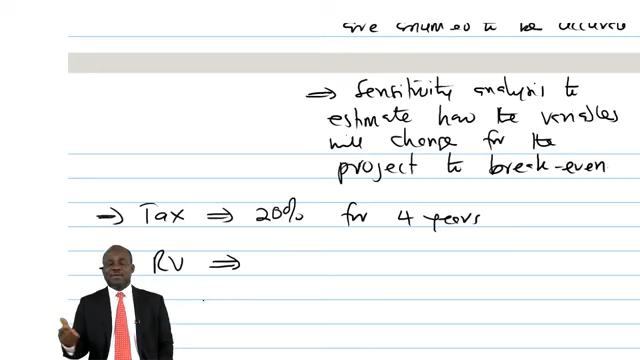 ⇒ Sensitivity analysis to
estimate how the variables
will change for the
project to break-even
→ Tax ⇒ 20% for 4 years
RV ⇒